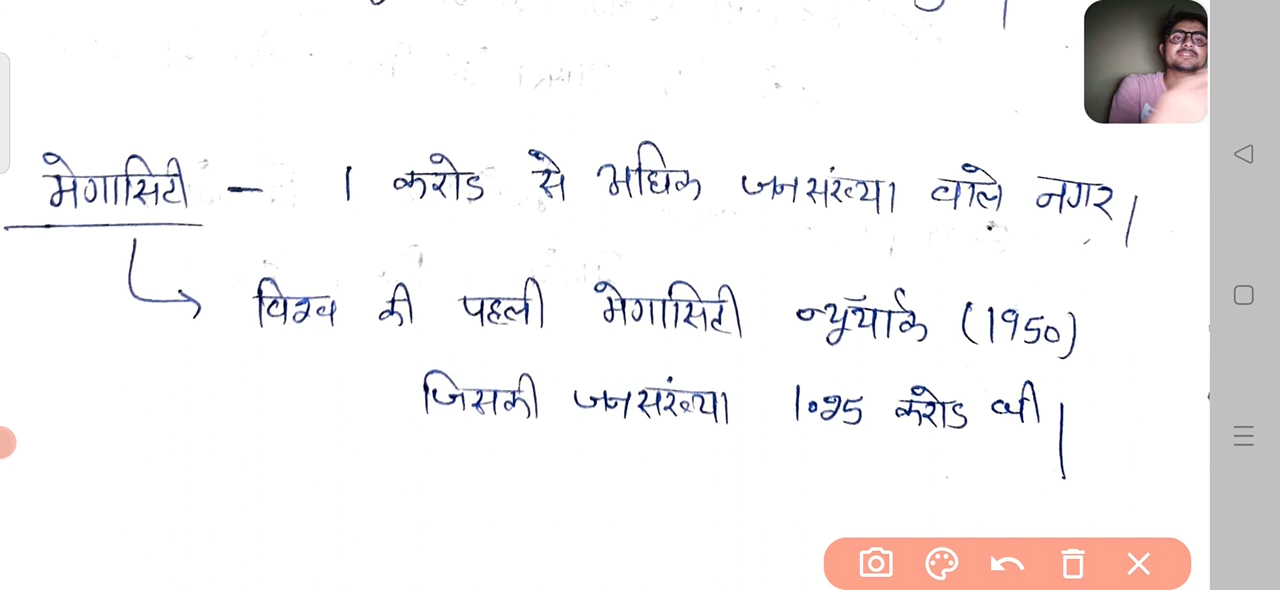 मेगासिटी - 1 करोड से अधिक जनसंख्या वाले नगर।
विश्व की पहली मेगासिटी न्यूयॉर्क (1950)
जिसकी जनसंख्या 1.25 करोड थी।